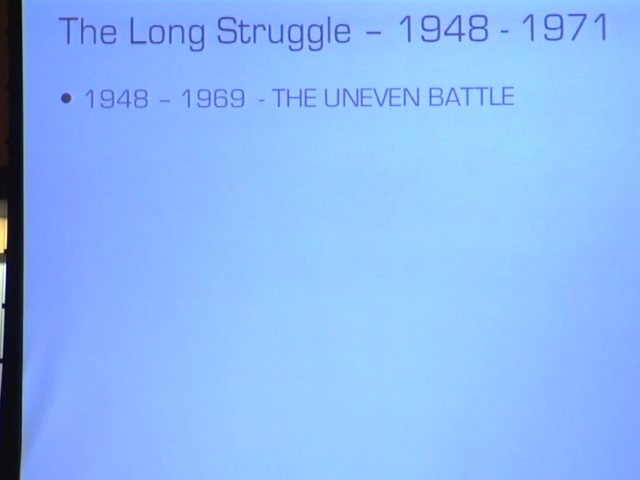 The Long Struggle – 1948 - 1971
• 1948 – 1969 - THE UNEVEN BATTLE